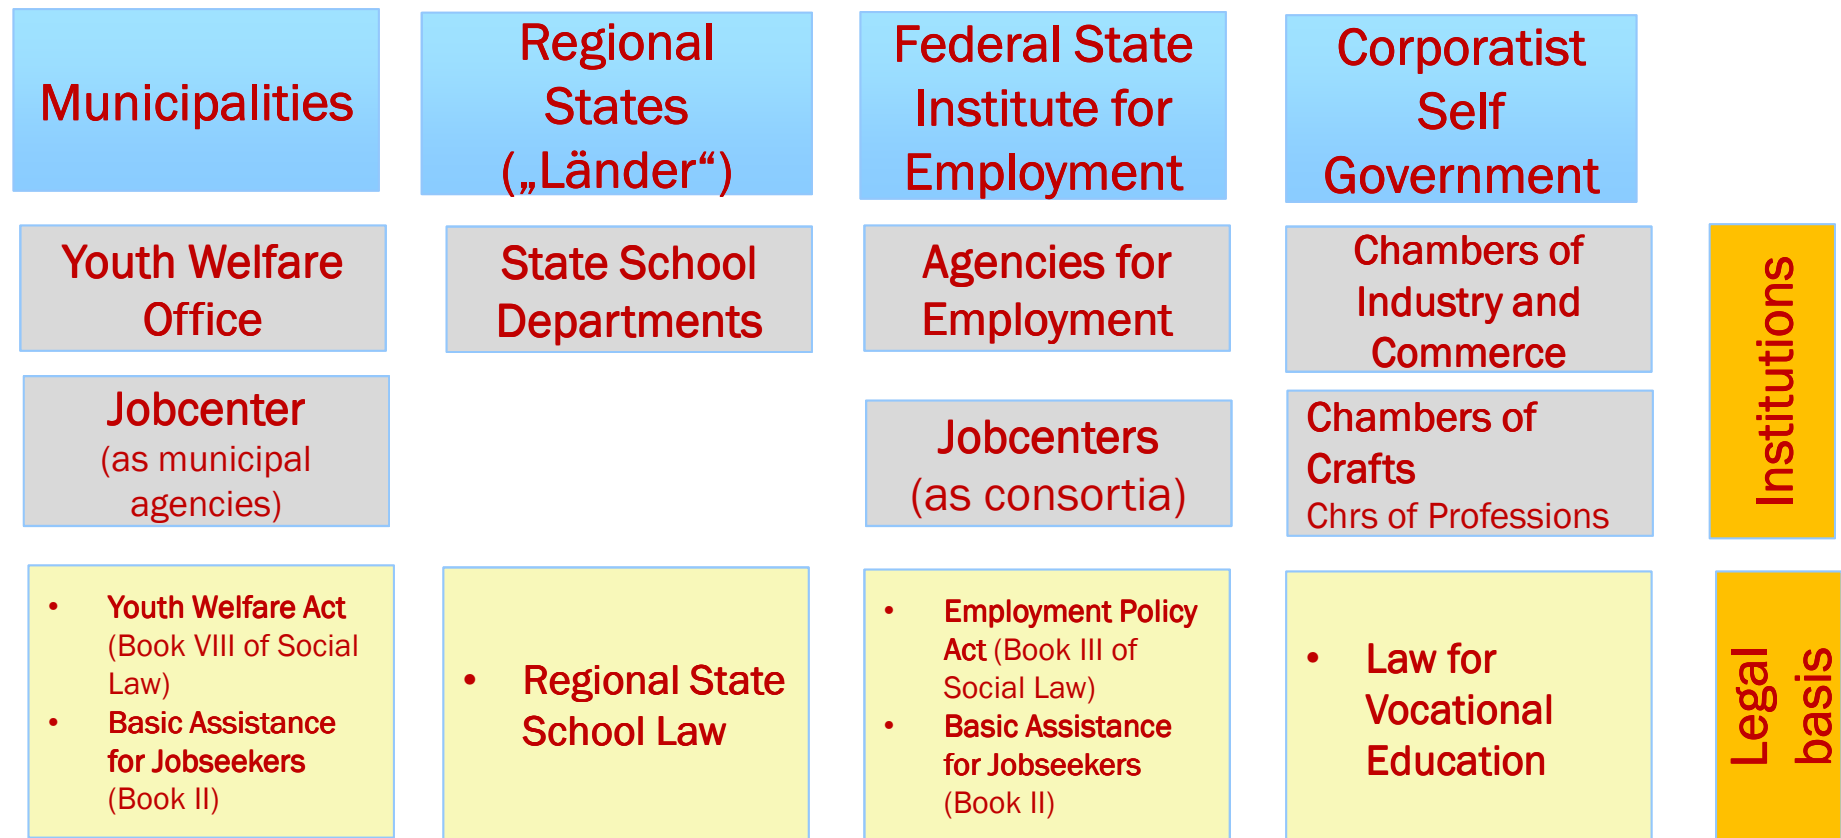 Municipalities
Regional
States
(„Länder“)
Federal State
Institute for
Employment
Corporatist
Self
Government
Youth Welfare
Office
State School
Departments
Agencies for
Employment
Chambers of
Industry and
Commerce
Institutions
Jobcenter
(as municipal
agencies)
Jobcenters
(as consortia)
Chambers of
Crafts
Chrs of Professions
• Youth Welfare Act
(Book VIII of Social
Law)
• Basic Assistance
for Jobseekers
(Book II)
• Regional State
School Law
• Employment Policy
Act (Book III of
Social Law)
• Basic Assistance
for Jobseekers
(Book II)
• Law for
Vocational
Education
Legal
basis